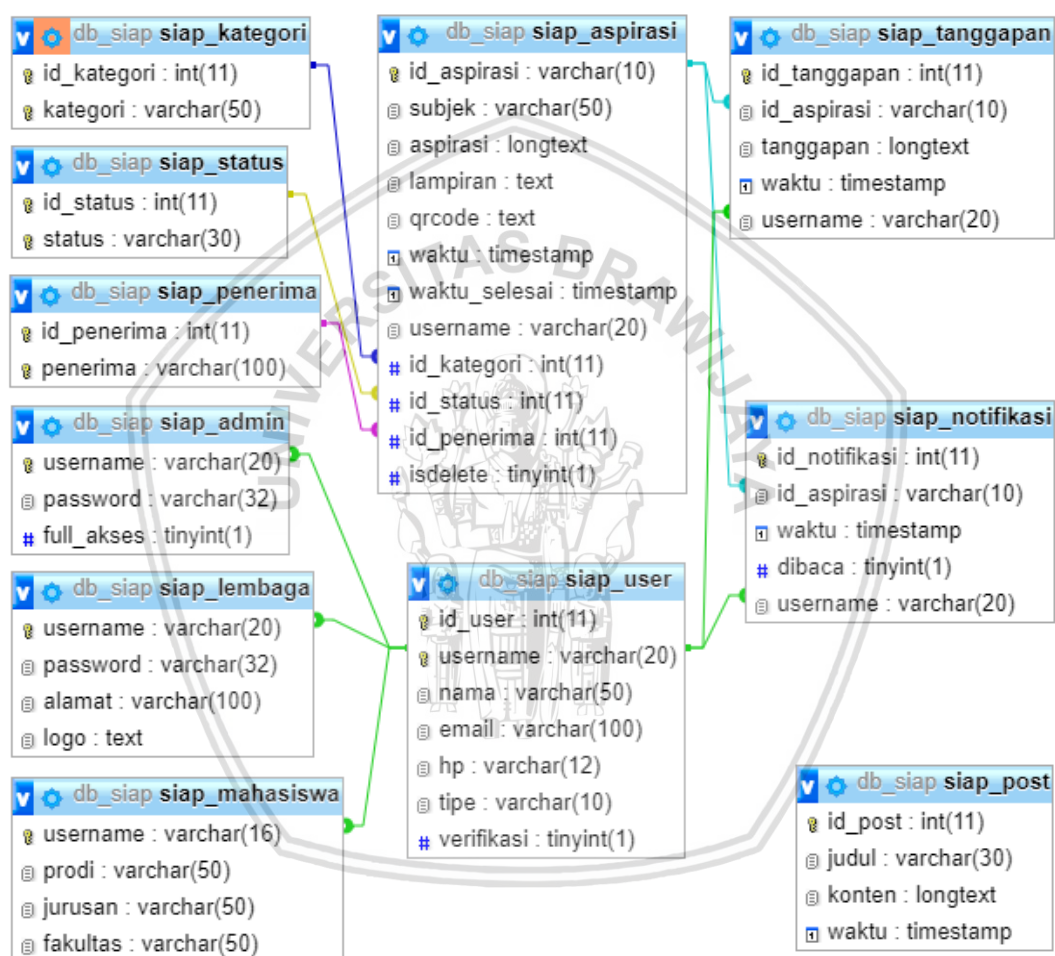 db_siap siap_kategori
id_kategori : int(11)
kategori : varchar(50)
db_siap siap_status
id_status : int(11)
status : varchar(30)
db_siap siap_penerima
id_penerima : int(11)
penerima : varchar(100)
db_siap siap_admin
username : varchar(20)
password : varchar(32)
# full_akses : tinyint(1)
db_siap siap_lembaga
username : varchar(20)
password : varchar(32)
alamat : varchar(100)
logo : text
db_siap siap_mahasiswa
username : varchar(16)
prodi : varchar(50)
jurusan : varchar(50)
fakultas : varchar(50)
db_siap siap_aspirasi
id_aspirasi : varchar(10)
subjek : varchar(50)
aspirasi : longtext
lampiran : text
qrcode : text
waktu : timestamp
waktu_selesai : timestamp
username : varchar(20)
# id_kategori : int(11)
# id_status : int(11)
# id_penerima : int(11)
# isdelete : tinyint(1)
db_siap siap_user
id_user : int(11)
username : varchar(20)
nama : varchar(50)
email : varchar(100)
hp : varchar(12)
tipe : varchar(10)
# verifikasi : tinyint(1)
db_siap siap_tanggapan
id_tanggapan : int(11)
id_aspirasi : varchar(10)
tanggapan : longtext
waktu : timestamp
username : varchar(20)
db_siap siap_notifikasi
id_notifikasi : int(11)
id_aspirasi : varchar(10)
waktu : timestamp
# dibaca : tinyint(1)
username : varchar(20)
db_siap siap_post
id_post : int(11)
judul : varchar(30)
konten : longtext
waktu : timestamp
UNIVERSITAS BRAWIJAYA